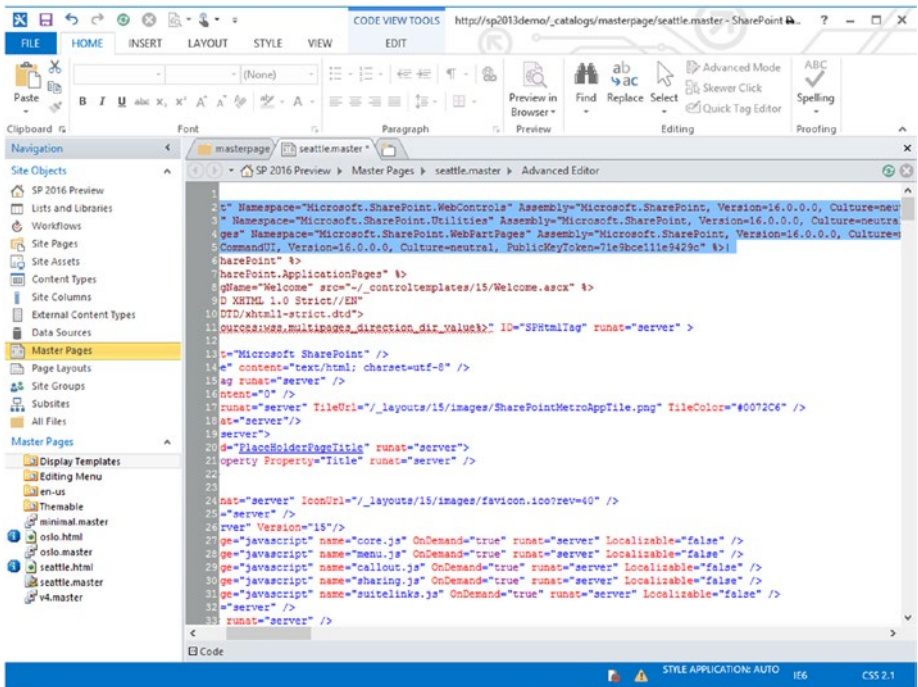 CODE VIEW TOOLS http://sp2013demo/_catalogs/masterpage/seattle.master - SharePoint
FILE HOME INSERT LAYOUT STYLE VIEW EDIT
Paste
(None)
B I U abc
Preview in Browser
Find
ab ac Replace
Select
Advanced Mode
Skewer Click
Quick Tag Editor
ABC
Spelling
Clipboard Font Paragraph Preview Editing Proofing
Navigation
Site Objects
SP 2016 Preview
Lists and Libraries
Workflows
Site Pages
Site Assets
Content Types
Site Columns
External Content Types
Data Sources
Master Pages
Page Layouts
Site Groups
Subsites
All Files
Master Pages
Display Templates
Editing Menu
en-us
Themable
minimal.master
oslo.html
oslo.master
seattle.html
seattle.master
v4.master
masterpage seattle.master *
SP 2016 Preview Master Pages seattle.master Advanced Editor
1
2 t" Namespace="Microsoft.SharePoint.WebControls" Assembly="Microsoft.SharePoint, Version=16.0.0.0, Culture=neu
3 " Namespace="Microsoft.SharePoint.Utilities" Assembly="Microsoft.SharePoint, Version=16.0.0.0, Culture=neutra
4 ges" Namespace="Microsoft.SharePoint.WebPartPages" Assembly="Microsoft.SharePoint, Version=16.0.0.0, Culture=
5 CommandUI, Version=16.0.0.0, Culture=neutral, PublicKeyToken=71e9bce111e9429c" %>
6 harePoint" %>
7 harePoint.ApplicationPages" %>
8 gName="Welcome" src="~/_controltemplates/15/Welcome.ascx" %>
9 D XHTML 1.0 Strict//EN"
10 DTD/xhtml1-strict.dtd">
11 ources:wss,multipages_direction_dir_value%>" ID="SPHtmlTag" runat="server" >
12
13 t="Microsoft SharePoint" />
14 e" content="text/html; charset=utf-8" />
15 ag runat="server" />
16 ntent="0" />
17 runat="server" TileUrl="/_layouts/15/images/SharePointMetroAppTile.png" TileColor="#0072C6" />
18 at="server"/>
19 server">
20 d="PlaceHolderPageTitle" runat="server">
21 operty Property="Title" runat="server" />
22
23
24 nat="server" IconUrl="/_layouts/15/images/favicon.ico?rev=40" />
25 ="server" />
26 rver" Version="15"/>
27 ge="javascript" name="core.js" OnDemand="true" runat="server" Localizable="false" />
28 ge="javascript" name="menu.js" OnDemand="true" runat="server" Localizable="false" />
29 ge="javascript" name="callout.js" OnDemand="true" runat="server" Localizable="false" />
30 ge="javascript" name="sharing.js" OnDemand="true" runat="server" Localizable="false" />
31 ge="javascript" name="suitelinks.js" OnDemand="true" runat="server" Localizable="false" />
32 ="server" />
33 runat="server" />
Code
STYLE APPLICATION: AUTO IE6 CSS 2.1